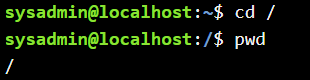 sysadmin@localhost:~$ cd /
sysadmin@localhost:/$ pwd
/